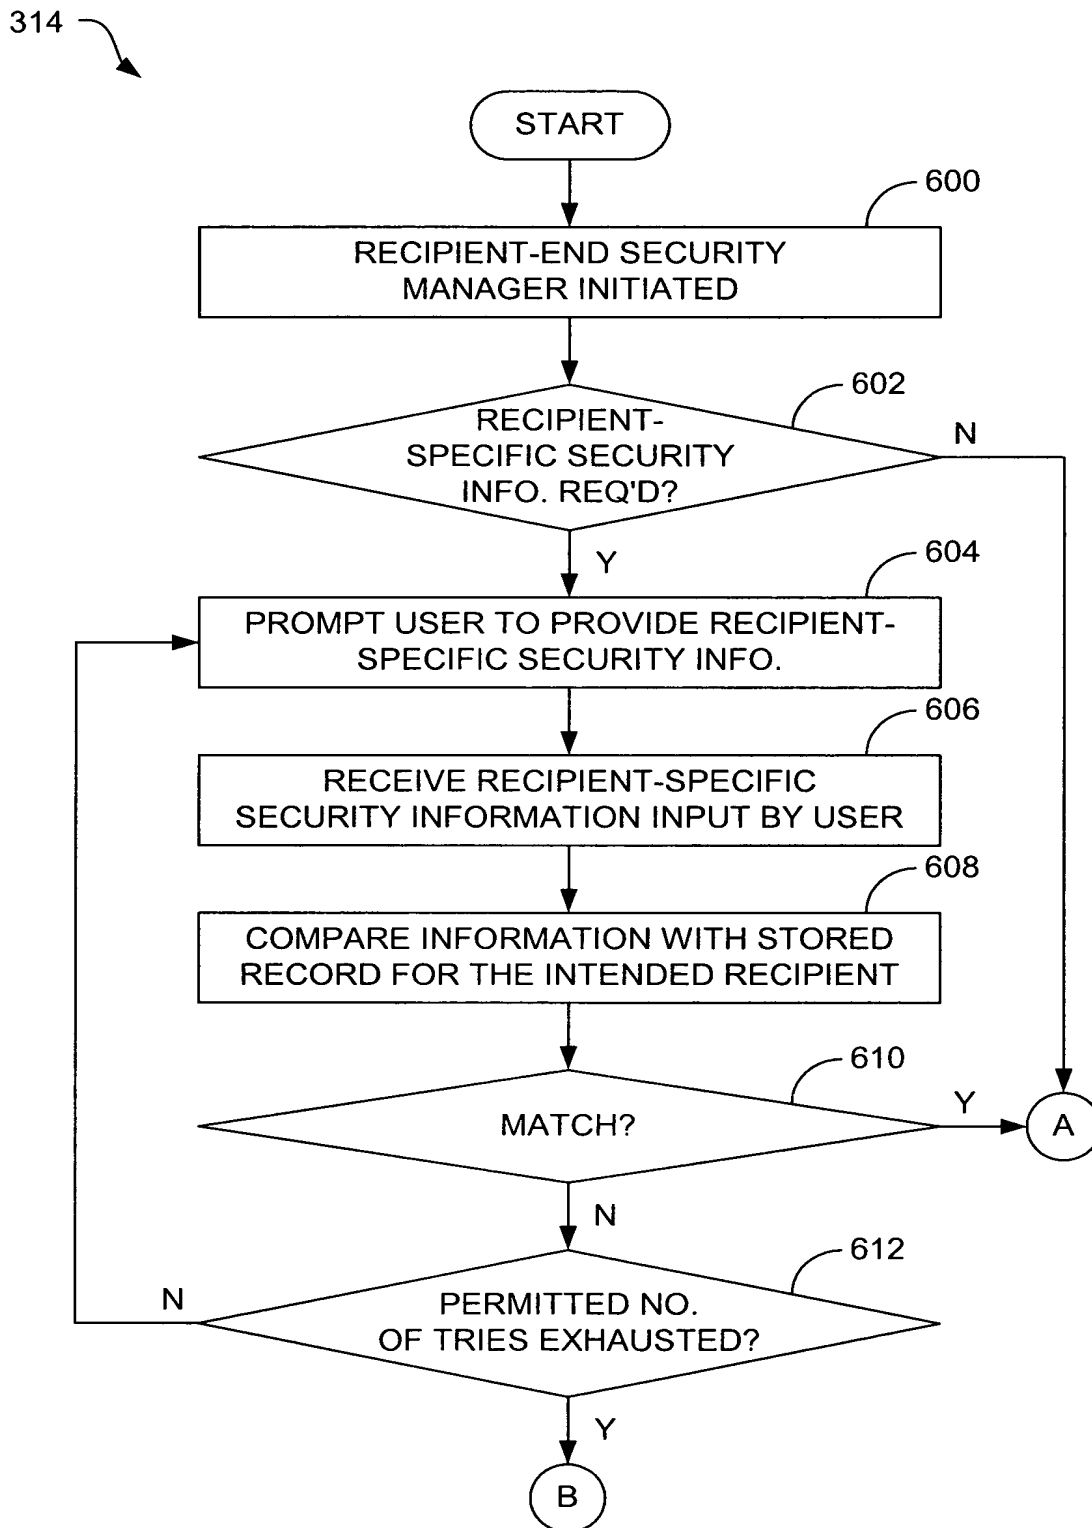 314
START
600
RECIPIENT-END SECURITY
MANAGER INITIATED
602
RECIPIENT-
SPECIFIC SECURITY
INFO. REQ'D?
N
Y
604
PROMPT USER TO PROVIDE RECIPIENT-
SPECIFIC SECURITY INFO.
606
RECEIVE RECIPIENT-SPECIFIC
SECURITY INFORMATION INPUT BY USER
608
COMPARE INFORMATION WITH STORED
RECORD FOR THE INTENDED RECIPIENT
610
MATCH?
Y
A
N
612
N
PERMITTED NO.
OF TRIES EXHAUSTED?
Y
B